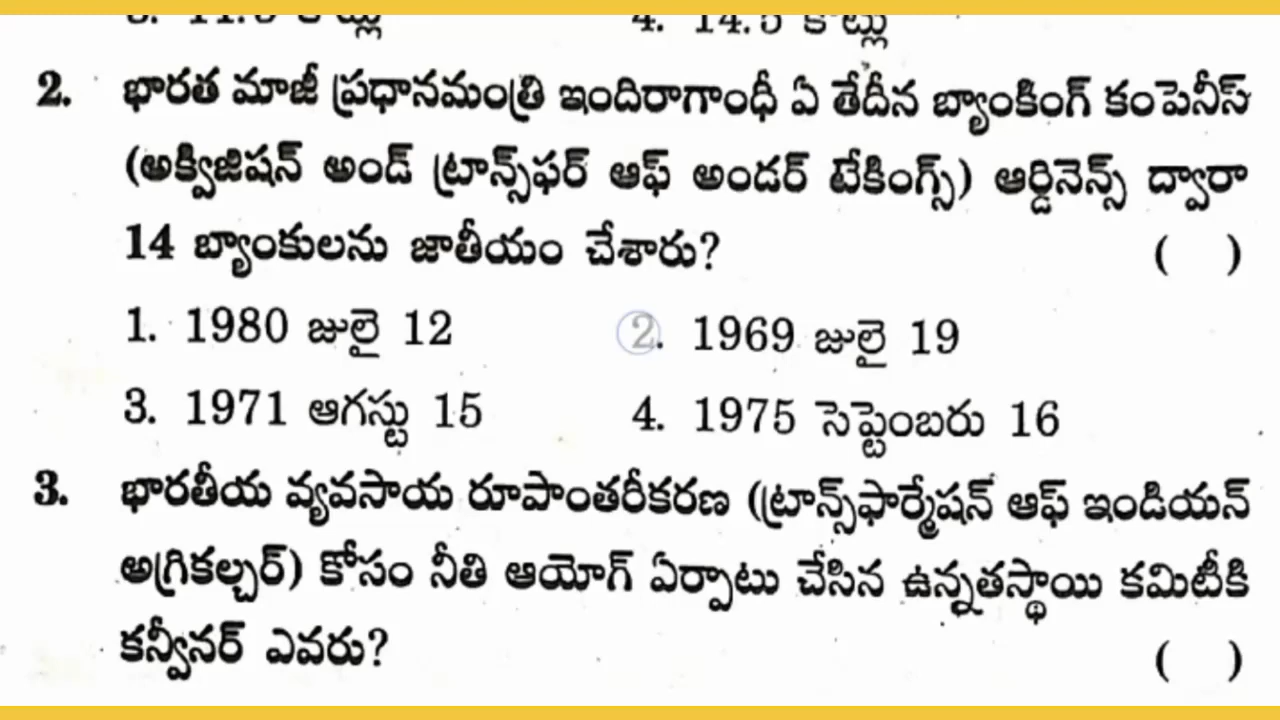 4. 14.5 కోట్లు
2. భారత మాజీ ప్రధానమంత్రి ఇందిరాగాంధీ ఏ తేదీన బ్యాంకింగ్ కంపెనీస్
(అక్విజిషన్ అండ్ ట్రాన్స్‌ఫర్ ఆఫ్ అండర్ టేకింగ్స్) ఆర్డినెన్స్ ద్వారా
14 బ్యాంకులను జాతీయం చేశారు? ( )
1. 1980 జులై 12 2. 1969 జులై 19
3. 1971 ఆగస్టు 15 4. 1975 సెప్టెంబరు 16
3. భారతీయ వ్యవసాయ రూపాంతరీకరణ (ట్రాన్స్‌ఫార్మేషన్ ఆఫ్ ఇండియన్
అగ్రికల్చర్) కోసం నీతి ఆయోగ్ ఏర్పాటు చేసిన ఉన్నతస్థాయి కమిటీకి
కన్వీనర్ ఎవరు? ( )